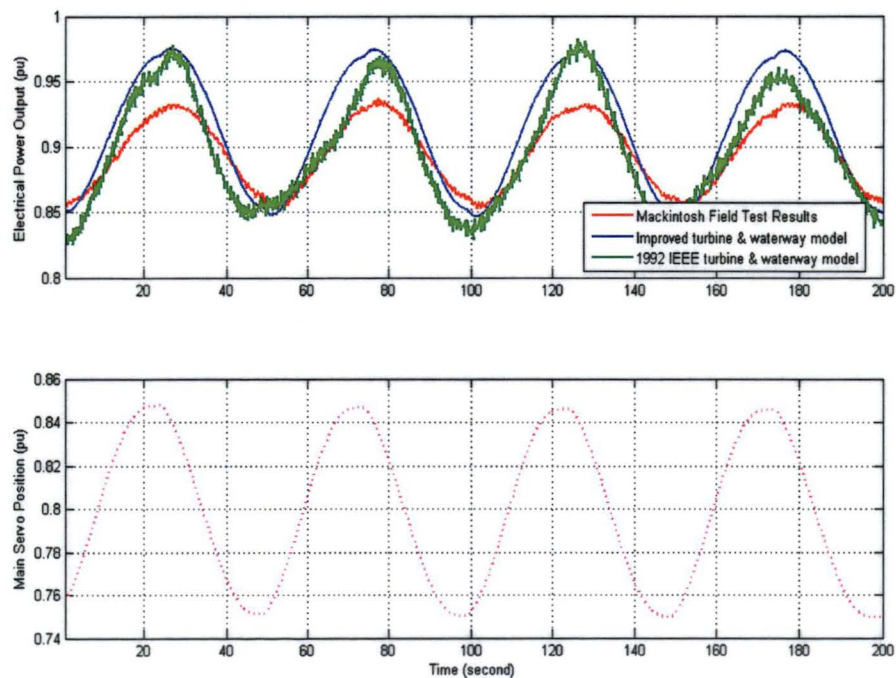 1
0.95
0.9
0.85
0.8
Electrical Power Output (pu)
20 40 60 80 100 120 140 160 180 200
Mackintosh Field Test Results
Improved turbine & waterway model
1992 IEEE turbine & waterway model
0.86
0.84
0.82
0.8
0.78
0.76
0.74
Main Servo Position (pu)
20 40 60 80 100 120 140 160 180 200
Time (second)